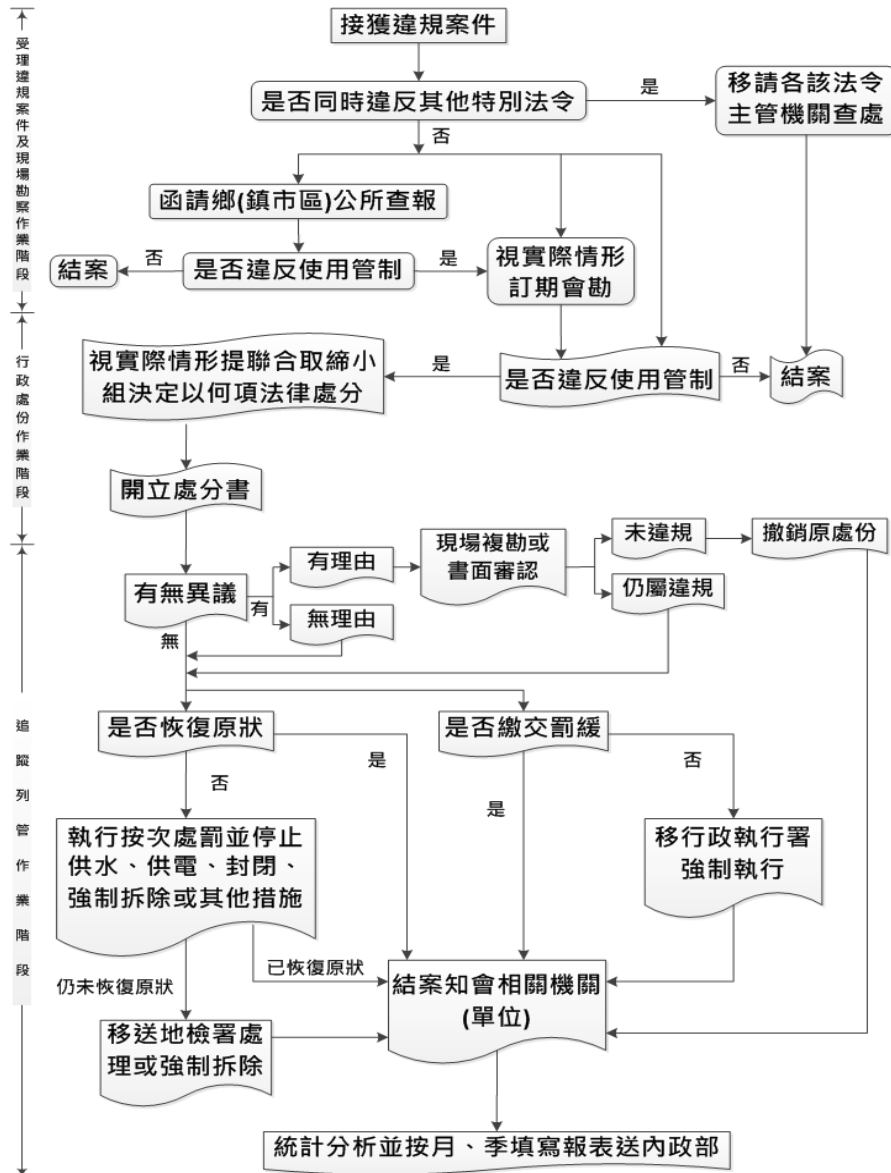 受理違規案件及現場勘察作業階段
接獲違規案件
是否同時違反其他特別法令
是
移請各該法令
主管機關查處
否
函請鄉(鎮市區)公所查報
結案
否
是否違反使用管制
是
視實際情形
訂期會勘
行政處份作業階段
視實際情形提聯合取締小
組決定以何項法律處分
是
是否違反使用管制
否
結案
開立處分書
追蹤列管作業階段
有無異議
有
無
有理由
無理由
現場複勘或
書面審認
未違規
仍屬違規
撤銷原處份
是否恢復原狀
是
否
是否繳交罰緩
是
否
執行按次處罰並停止
供水、供電、封閉、
強制拆除或其他措施
移行政執行署
強制執行
仍未恢復原狀
已恢復原狀
移送地檢署處
理或強制拆除
結案知會相關機關
(單位)
統計分析並按月、季填寫報表送內政部